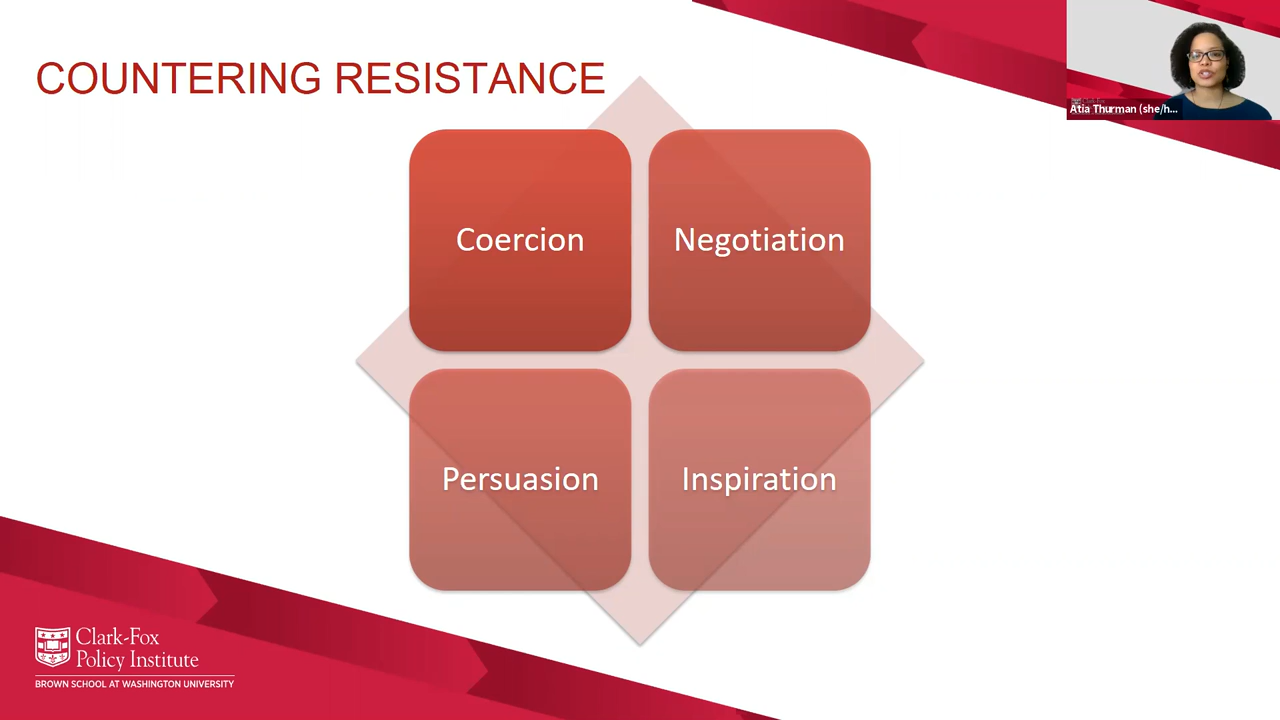 COUNTERING RESISTANCE
Atia Thurman (she/h...
Coercion
Negotiation
Persuasion
Inspiration
Clark-Fox
Policy Institute
BROWN SCHOOL AT WASHINGTON UNIVERSITY